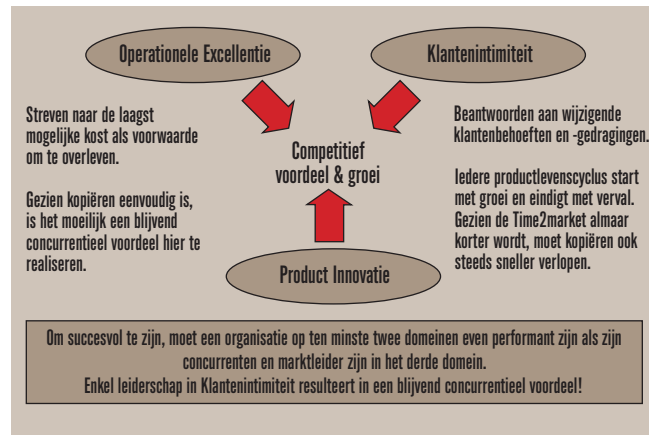 Operationele Excellentie
Klantenintimiteit
Streven naar de laagst
mogelijke kost als voorwaarde
om te overleven.
Gezien kopiëren eenvoudig is,
is het moeilijk een blijvend
concurrentieel voordeel hier te
realiseren.
Competitief
voordeel & groei
Beantwoorden aan wijzigende
klantenbehoeften en -gedragingen.
Iedere productlevenscyclus start
met groei en eindigt met verval.
Gezien de Time2market almaar
korter wordt, moet kopiëren ook
steeds sneller verlopen.
Product Innovatie
Om succesvol te zijn, moet een organisatie op ten minste twee domeinen even performant zijn als zijn
concurrenten en marktleider zijn in het derde domein.
Enkel leiderschap in Klantenintimiteit resulteert in een blijvend concurrentieel voordeel!